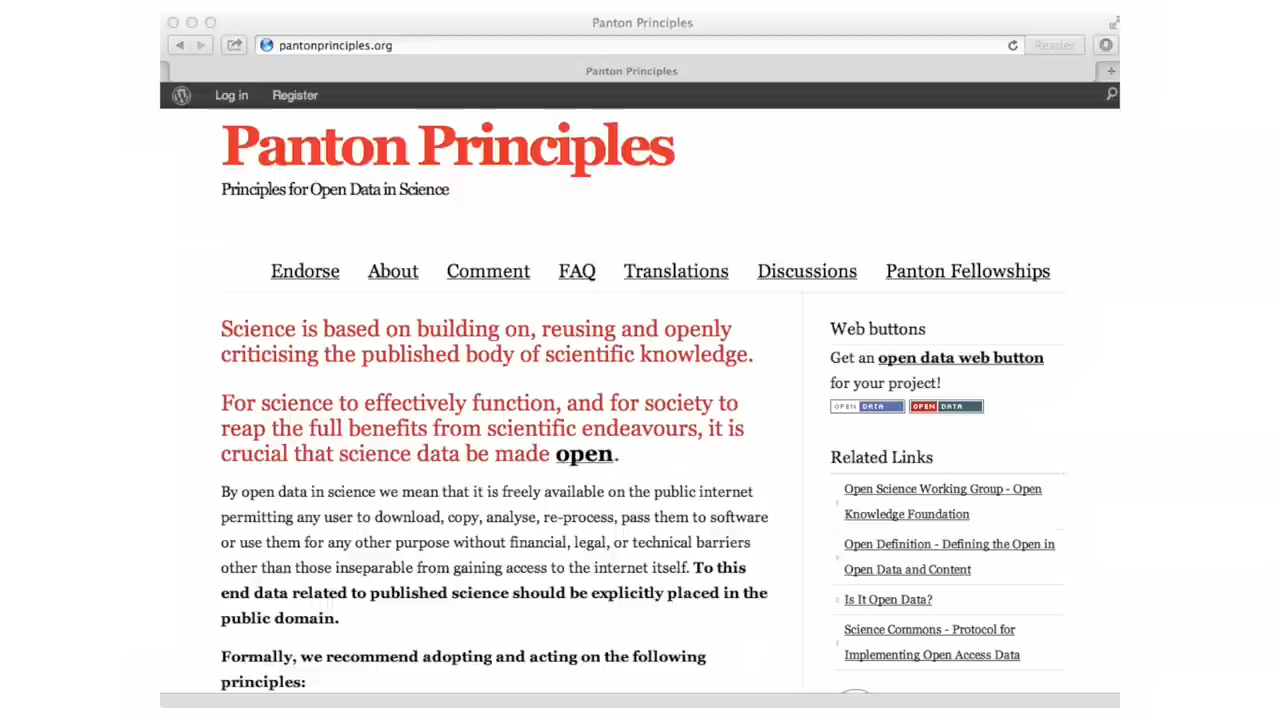 Panton Principles
pantonprinciples.org
Reader
Panton Principles
Log in Register
Panton Principles
Principles for Open Data in Science
Endorse About Comment FAQ Translations Discussions Panton Fellowships
Science is based on building on, reusing and openly
criticising the published body of scientific knowledge.
For science to effectively function, and for society to
reap the full benefits from scientific endeavours, it is
crucial that science data be made open.
By open data in science we mean that it is freely available on the public internet
permitting any user to download, copy, analyse, re-process, pass them to software
or use them for any other purpose without financial, legal, or technical barriers
other than those inseparable from gaining access to the internet itself. To this
end data related to published science should be explicitly placed in the
public domain.
Formally, we recommend adopting and acting on the following
principles:
Web buttons
Get an open data web button
for your project!
OPEN DATA OPEN DATA
Related Links
Open Science Working Group - Open
Knowledge Foundation
Open Definition - Defining the Open in
Open Data and Content
Is It Open Data?
Science Commons - Protocol for
Implementing Open Access Data